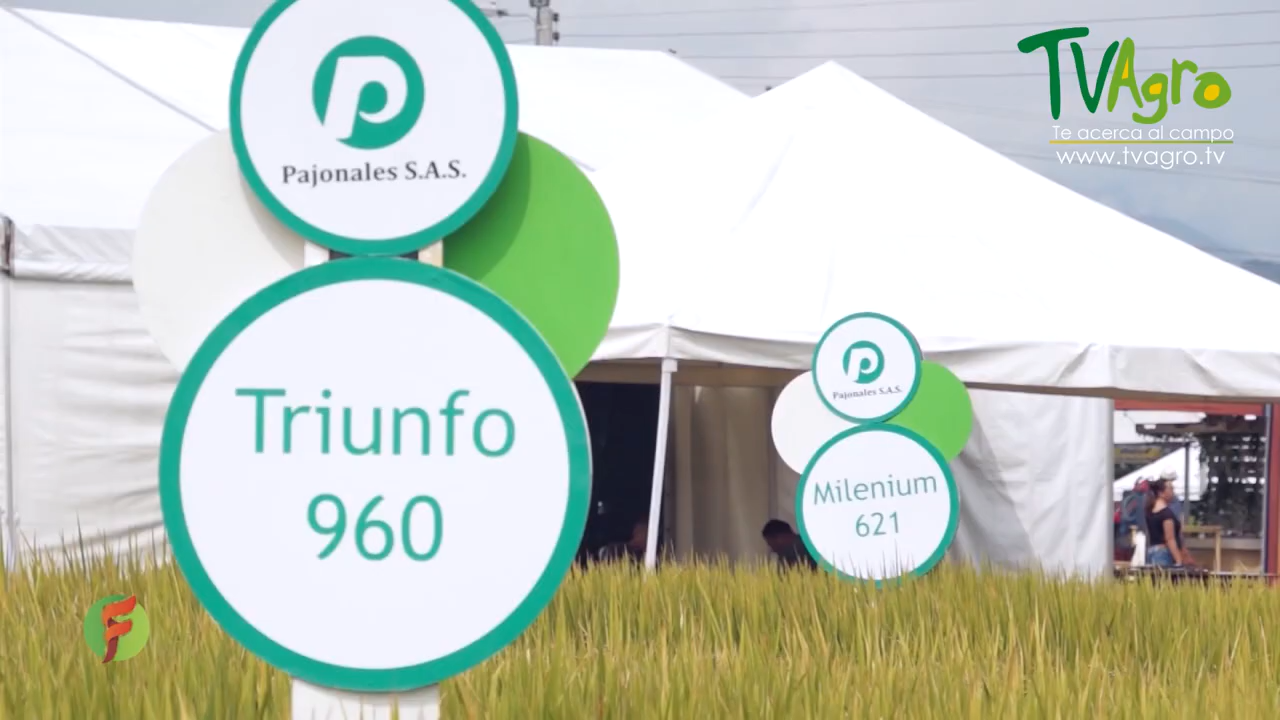 Pajonales S.A.S.
Triunfo
960
Pajonales S.A.S.
Milenium
621
TVAgro
Te acerca al campo
www.tvagro.tv
F